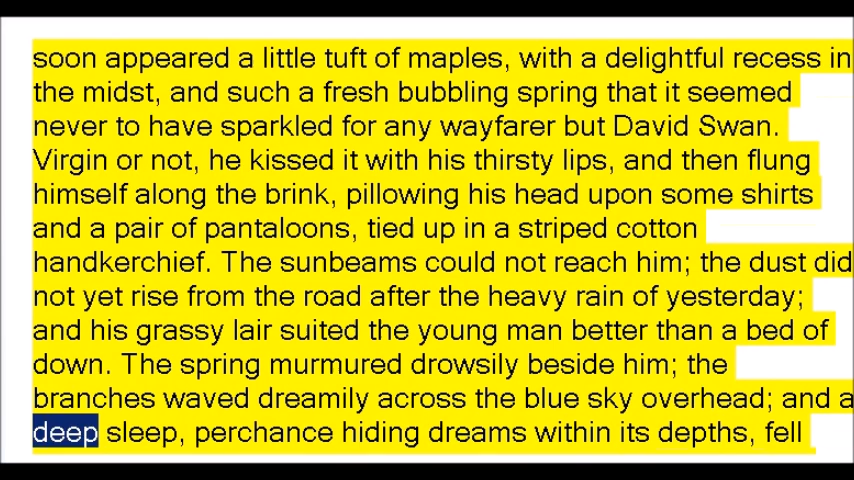 soon appeared a little tuft of maples, with a delightful recess in
the midst, and such a fresh bubbling spring that it seemed
never to have sparkled for any wayfarer but David Swan.
Virgin or not, he kissed it with his thirsty lips, and then flung
himself along the brink, pillowing his head upon some shirts
and a pair of pantaloons, tied up in a striped cotton
handkerchief. The sunbeams could not reach him; the dust did
not yet rise from the road after the heavy rain of yesterday;
and his grassy lair suited the young man better than a bed of
down. The spring murmured drowsily beside him; the
branches waved dreamily across the blue sky overhead; and a
deep sleep, perchance hiding dreams within its depths, fell